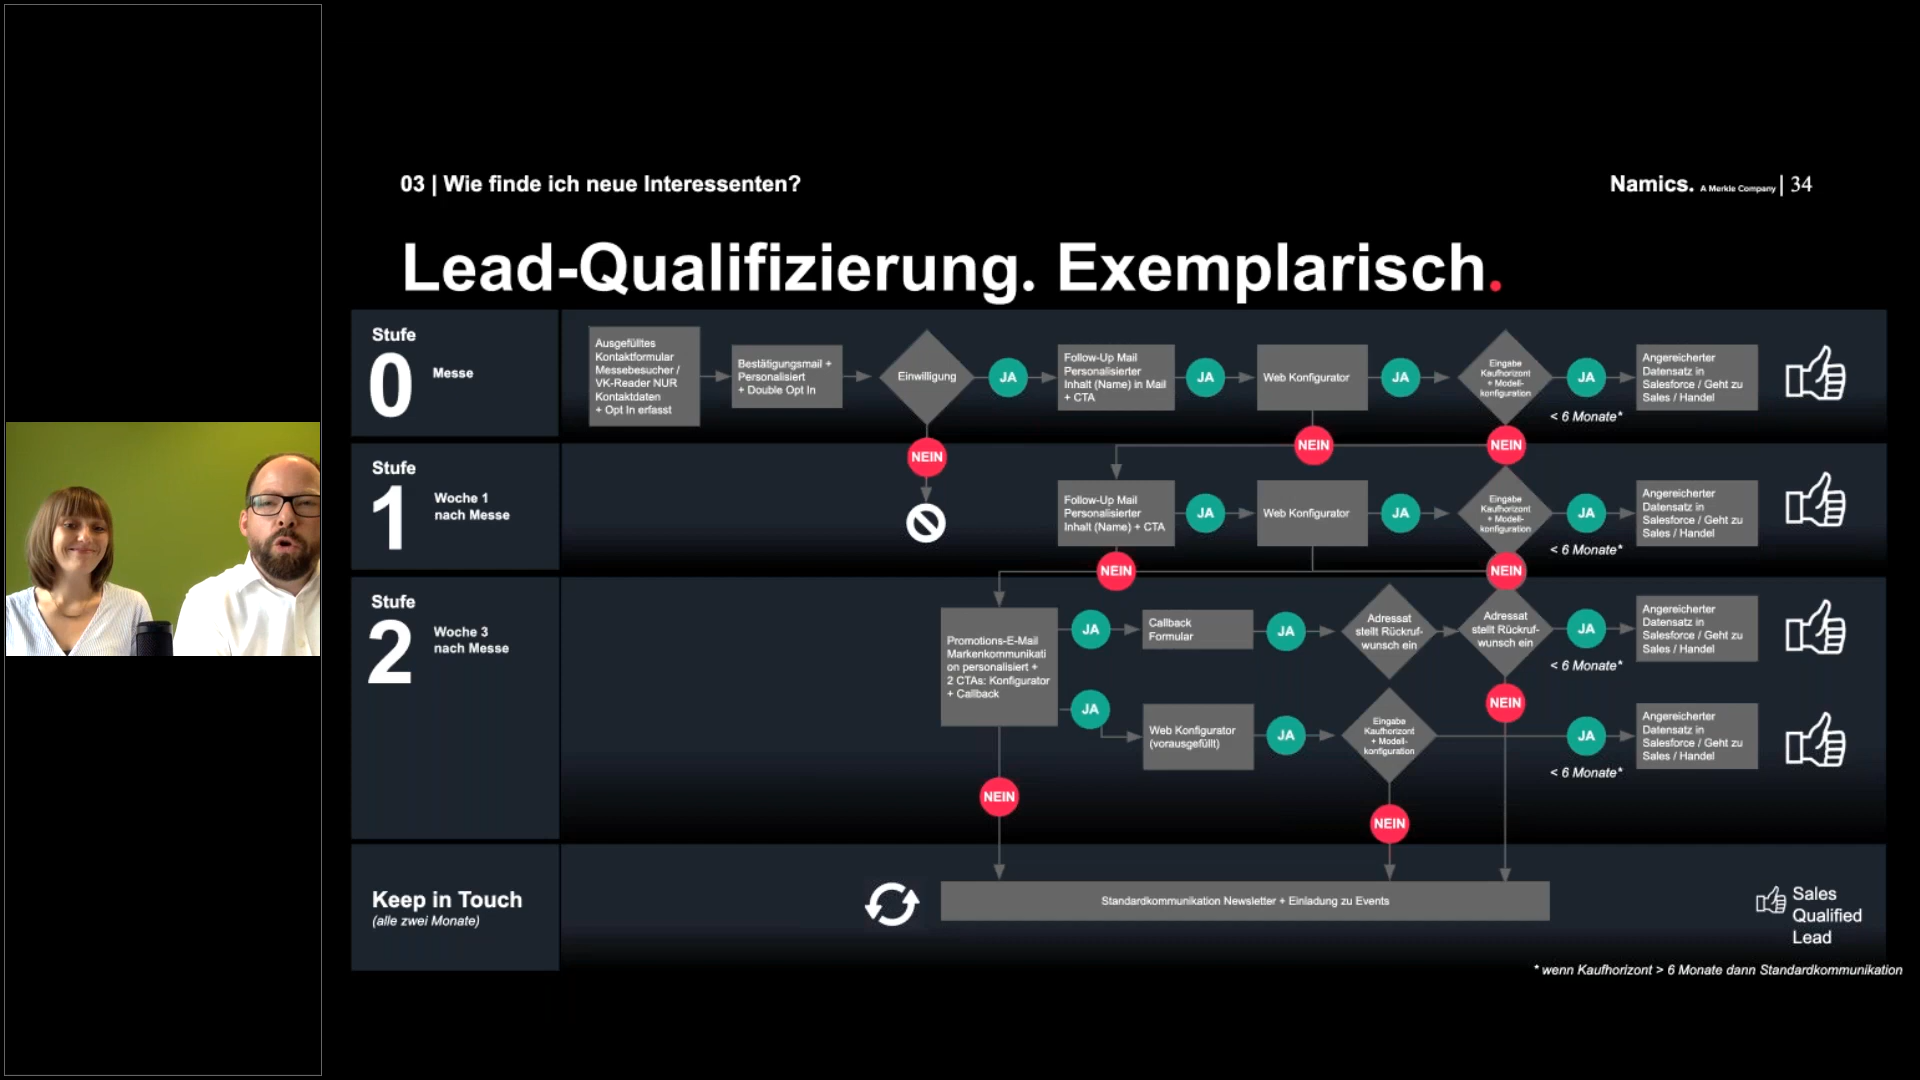 03 | Wie finde ich neue Interessenten?
Namics. A Merkle Company | 34
Lead-Qualifizierung. Exemplarisch.
Stufe
0
Messe
Ausgefülltes
Kontaktformular
Messebesucher /
VK-Reader NUR
Kontaktdaten
+ Opt In erfasst
Bestätigungsmail +
Personalisiert
+ Double Opt In
Einwilligung
JA
Follow-Up Mail
Personalisierter
Inhalt (Name) in Mail
+ CTA
JA
Web Konfigurator
JA
Eingabe
Kaufhorizont
+ Modell-
konfiguration
JA
< 6 Monate*
Angereicherter
Datensatz in
Salesforce / Geht zu
Sales / Handel
NEIN
NEIN
NEIN
Stufe
1
Woche 1
nach Messe
Follow-Up Mail
Personalisierter
Inhalt (Name) + CTA
JA
Web Konfigurator
JA
Eingabe
Kaufhorizont
+ Modell-
konfiguration
JA
< 6 Monate*
Angereicherter
Datensatz in
Salesforce / Geht zu
Sales / Handel
NEIN
NEIN
Stufe
2
Woche 3
nach Messe
Promotions-E-Mail
Markenkommunikati
on personalisiert +
2 CTAs: Konfigurator
+ Callback
JA
Callback
Formular
JA
Adressat
stellt Rückruf-
wunsch ein
Adressat
stellt Rückruf-
wunsch ein
JA
< 6 Monate*
Angereicherter
Datensatz in
Salesforce / Geht zu
Sales / Handel
NEIN
JA
Web Konfigurator
(vorausgefüllt)
JA
Eingabe
Kaufhorizont
+ Modell-
konfiguration
JA
< 6 Monate*
Angereicherter
Datensatz in
Salesforce / Geht zu
Sales / Handel
NEIN
NEIN
Keep in Touch
(alle zwei Monate)
Standardkommunikation Newsletter + Einladung zu Events
Sales
Qualified
Lead
* wenn Kaufhorizont > 6 Monate dann Standardkommunikation